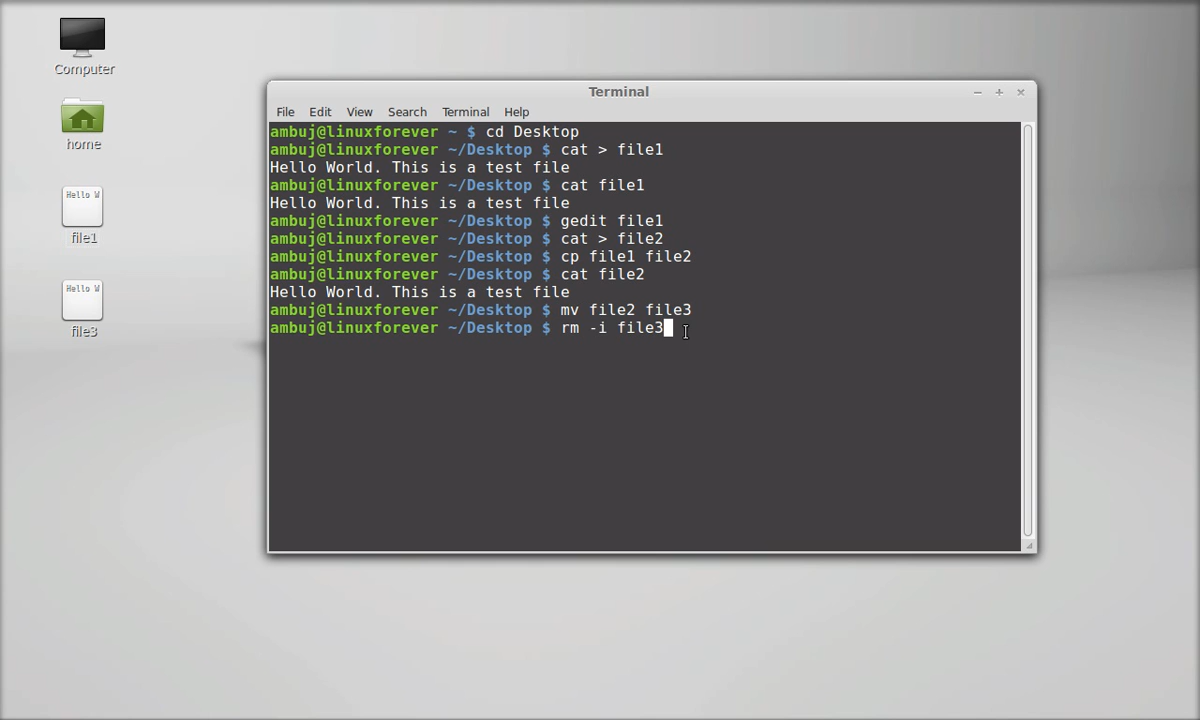 Computer
home
Hello W
file1
Hello W
file3
Terminal
File Edit View Search Terminal Help
ambuj@linuxforever ~ $ cd Desktop
ambuj@linuxforever ~/Desktop $ cat > file1
Hello World. This is a test file
ambuj@linuxforever ~/Desktop $ cat file1
Hello World. This is a test file
ambuj@linuxforever ~/Desktop $ gedit file1
ambuj@linuxforever ~/Desktop $ cat > file2
ambuj@linuxforever ~/Desktop $ cp file1 file2
ambuj@linuxforever ~/Desktop $ cat file2
Hello World. This is a test file
ambuj@linuxforever ~/Desktop $ mv file2 file3
ambuj@linuxforever ~/Desktop $ rm -i file3